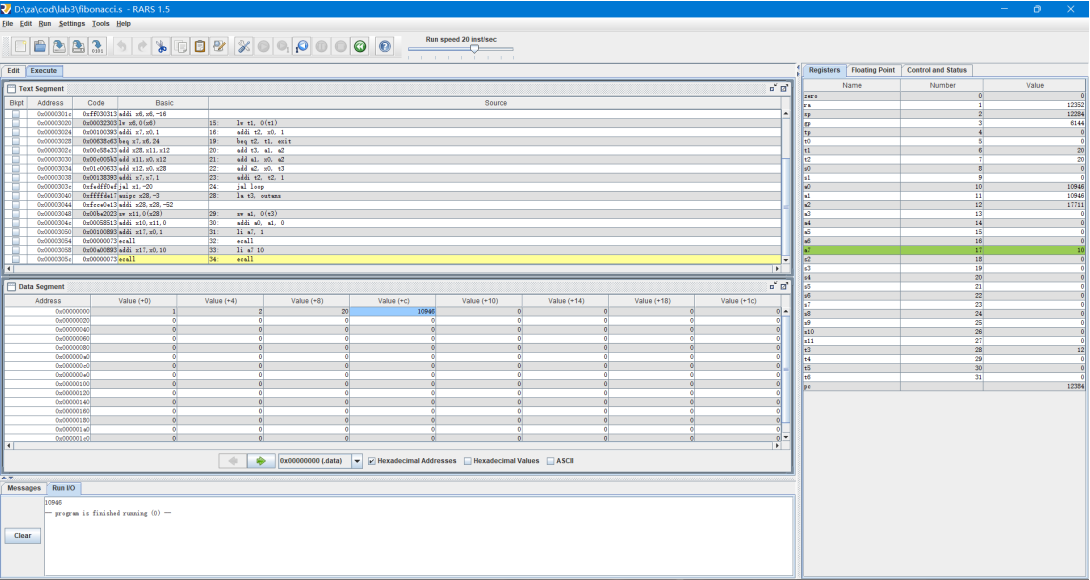 D:\za\cod\lab3\fibonacci.s - RARS 1.5
File Edit Run Settings Tools Help
Run speed 20 inst/sec
Edit Execute
Text Segment
Bkpt Address Code Basic Source
0x0000301c 0xff030313 addi x6,x6,-16
0x00003020 0x00032303 lw x6,0(x6) 15: lw t1, 0(t1)
0x00003024 0x00100393 addi x7,x0,1 16: addi t2, x0, 1
0x00003028 0x00638c63 beq x7,x6,24 19: beq t2, t1, exit
0x0000302c 0x00c58e33 add x28,x11,x12 20: add t3, a1, a2
0x00003030 0x00c005b3 add x11,x0,x12 21: add a1, x0, a2
0x00003034 0x01c00633 add x12,x0,x28 22: add a2, x0, t3
0x00003038 0x00138393 addi x7,x7,1 23: addi t2, t2, 1
0x0000303c 0xfedff0ef jal x1,-20 24: jal loop
0x00003040 0xffffde17 auipc x28,-3 28: la t3, outans
0x00003044 0xfcce0e13 addi x28,x28,-52
0x00003048 0x00be2023 sw x11,0(x28) 29: sw a1, 0(t3)
0x0000304c 0x00058513 addi x10,x11,0 30: addi a0, a1, 0
0x00003050 0x00100893 addi x17,x0,1 31: li a7, 1
0x00003054 0x00000073 ecall 32: ecall
0x00003058 0x00a00893 addi x17,x0,10 33: li a7 10
0x0000305c 0x00000073 ecall 34: ecall
Data Segment
Address Value (+0) Value (+4) Value (+8) Value (+c) Value (+10) Value (+14) Value (+18) Value (+1c)
0x00000000 1 2 20 10946 0 0 0 0
0x00000020 0 0 0 0 0 0 0 0
0x00000040 0 0 0 0 0 0 0 0
0x00000060 0 0 0 0 0 0 0 0
0x00000080 0 0 0 0 0 0 0 0
0x000000a0 0 0 0 0 0 0 0 0
0x000000c0 0 0 0 0 0 0 0 0
0x000000e0 0 0 0 0 0 0 0 0
0x00000100 0 0 0 0 0 0 0 0
0x00000120 0 0 0 0 0 0 0 0
0x00000140 0 0 0 0 0 0 0 0
0x00000160 0 0 0 0 0 0 0 0
0x00000180 0 0 0 0 0 0 0 0
0x000001a0 0 0 0 0 0 0 0 0
0x000001c0 0 0 0 0 0 0 0 0
0x00000000 (.data) Hexadecimal Addresses Hexadecimal Values ASCII
Messages Run I/O
Clear
10946
-- program is finished running (0) --
Registers Floating Point Control and Status
Name Number Value
zero 0 0
ra 1 12352
sp 2 12284
gp 3 6144
tp 4 0
t0 5 0
t1 6 20
t2 7 20
s0 8 0
s1 9 0
a0 10 10946
a1 11 10946
a2 12 17711
a3 13 0
a4 14 0
a5 15 0
a6 16 0
a7 17 10
s2 18 0
s3 19 0
s4 20 0
s5 21 0
s6 22 0
s7 23 0
s8 24 0
s9 25 0
s10 26 0
s11 27 0
t3 28 12
t4 29 0
t5 30 0
t6 31 0
pc 12384